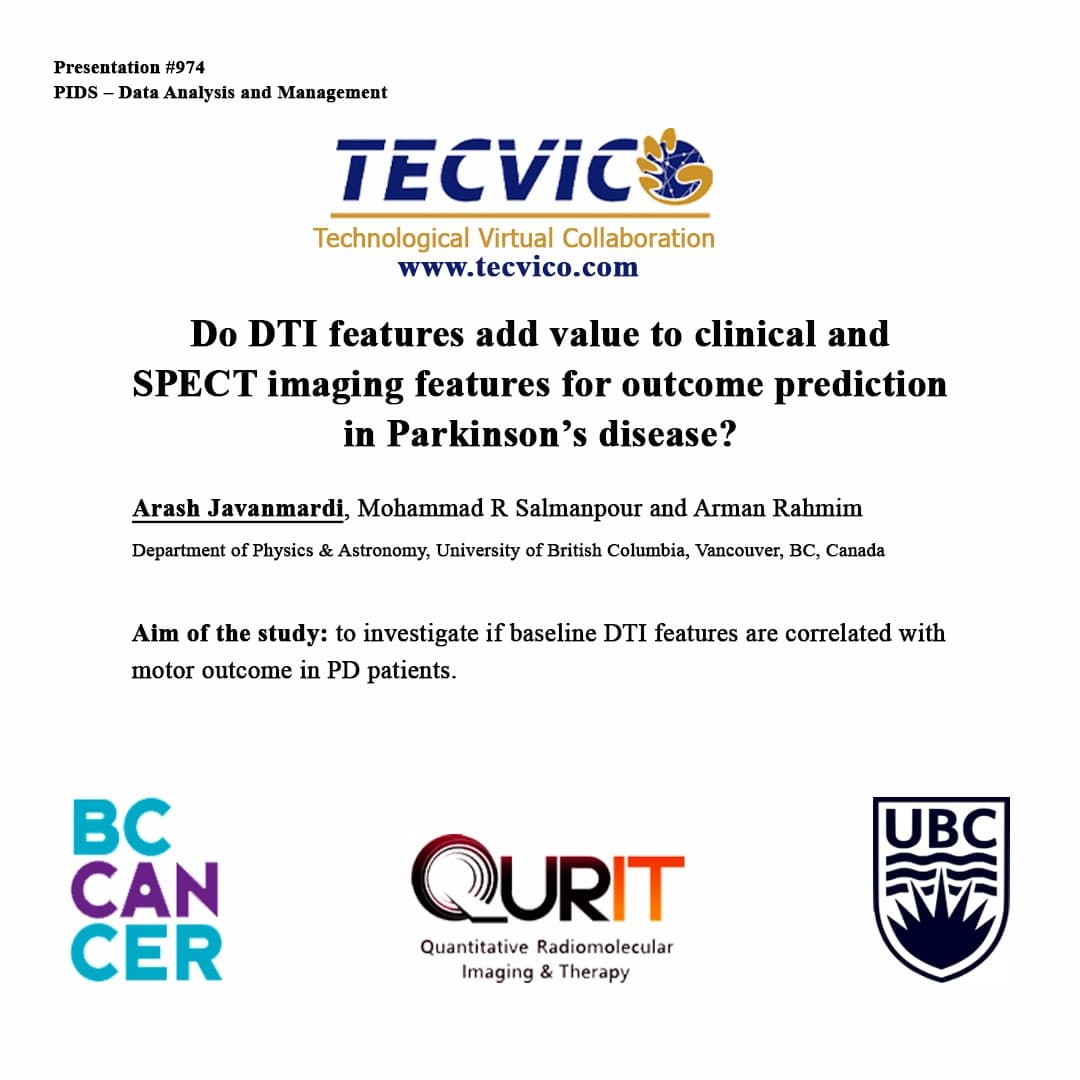 Presentation #974
PIDS – Data Analysis and Management
TECViC
Technological Virtual Collaboration
www.tecvico.com
Do DTI features add value to clinical and
SPECT imaging features for outcome prediction
in Parkinson’s disease?
Arash Javanmardi, Mohammad R Salmanpour and Arman Rahmim
Department of Physics & Astronomy, University of British Columbia, Vancouver, BC, Canada
Aim of the study: to investigate if baseline DTI features are correlated with
motor outcome in PD patients.
BC
CAN
CER
QURIT
Quantitative Radiomolecular
Imaging & Therapy
UBC